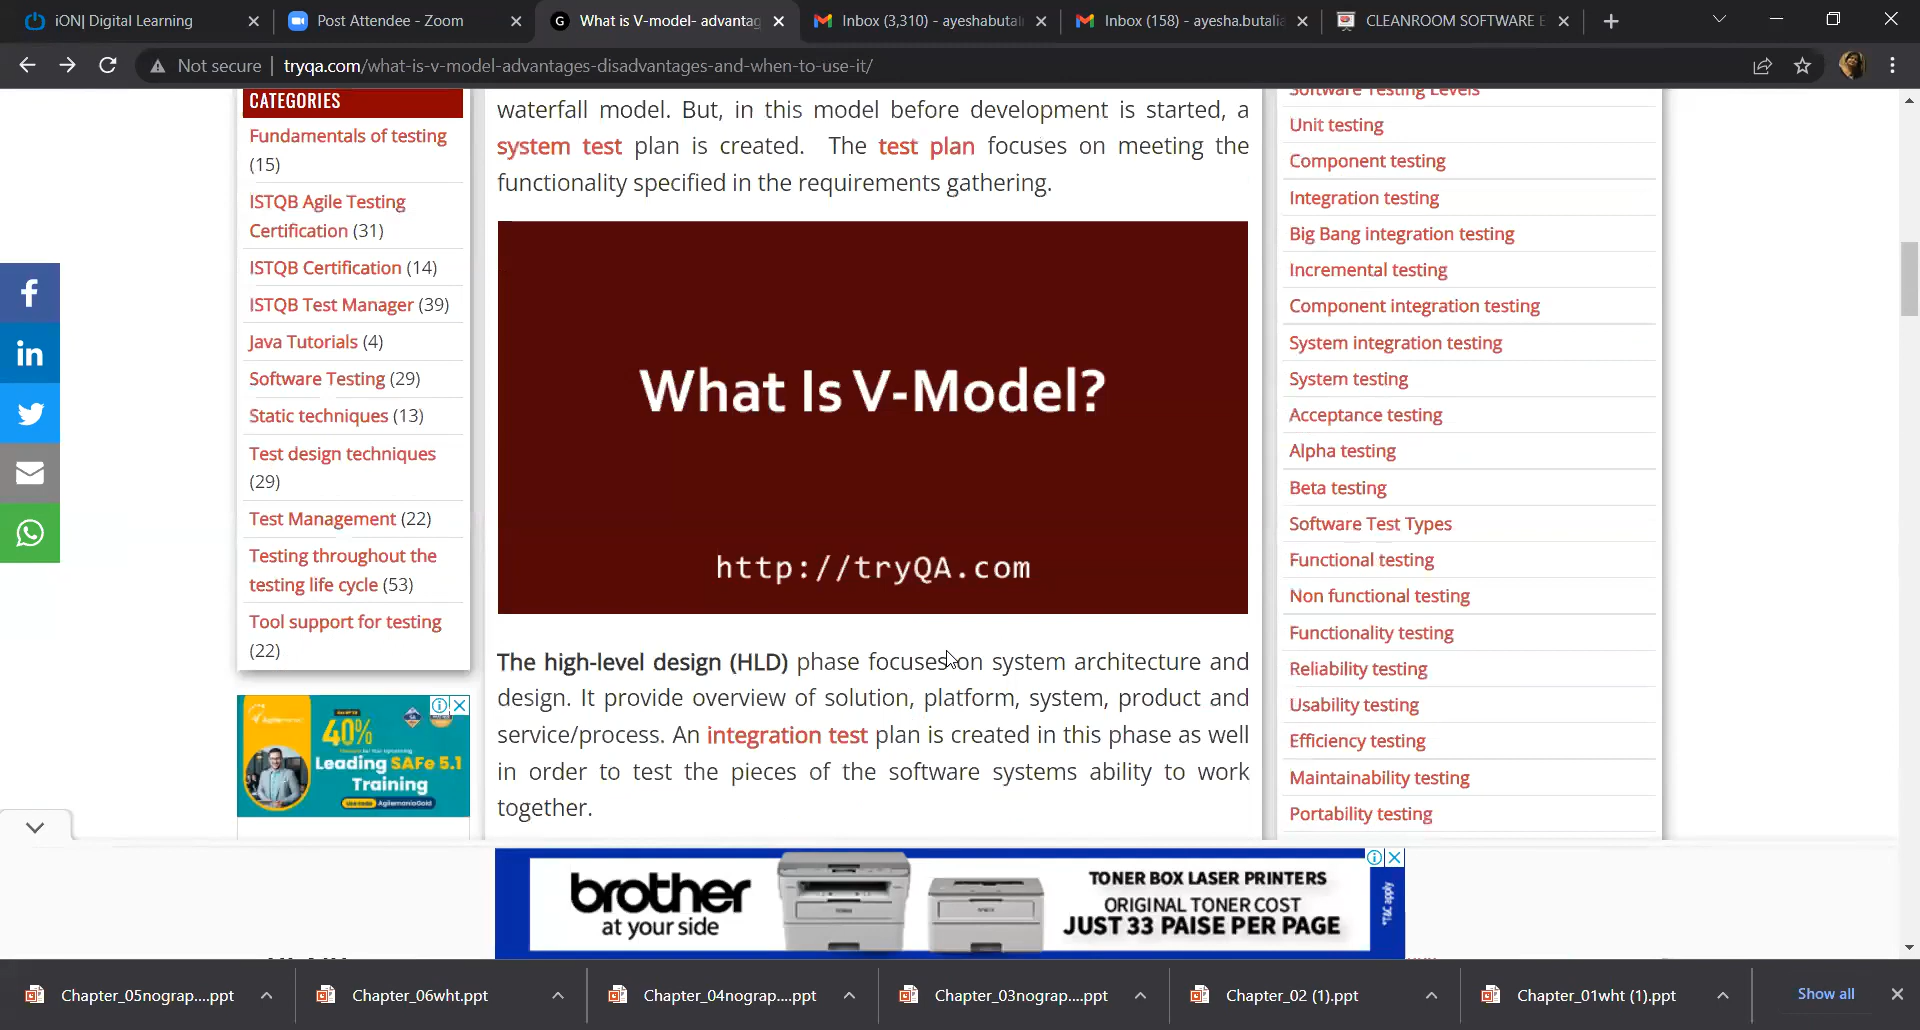 iON| Digital Learning
Post Attendee - Zoom
What is V-model- advantag
Inbox (3,310) - ayeshabutal
Inbox (158) - ayesha.butalia
CLEANROOM SOFTWARE E
Not secure
tryqa.com/what-is-v-model-advantages-disadvantages-and-when-to-use-it/
CATEGORIES
Fundamentals of testing
(15)
ISTQB Agile Testing
Certification (31)
ISTQB Certification (14)
ISTQB Test Manager (39)
Java Tutorials (4)
Software Testing (29)
Static techniques (13)
Test design techniques
(29)
Test Management (22)
Testing throughout the
testing life cycle (53)
Tool support for testing
(22)
40%
Leading SAFe 5.1
Training
waterfall model. But, in this model before development is started, a
system test plan is created. The test plan focuses on meeting the
functionality specified in the requirements gathering.
What Is V-Model?
http://tryQA.com
The high-level design (HLD) phase focuses on system architecture and
design. It provide overview of solution, platform, system, product and
service/process. An integration test plan is created in this phase as well
in order to test the pieces of the software systems ability to work
together.
Software Testing Levels
Unit testing
Component testing
Integration testing
Big Bang integration testing
Incremental testing
Component integration testing
System integration testing
System testing
Acceptance testing
Alpha testing
Beta testing
Software Test Types
Functional testing
Non functional testing
Functionality testing
Reliability testing
Usability testing
Efficiency testing
Maintainability testing
Portability testing
brother
at your side
TONER BOX LASER PRINTERS
ORIGINAL TONER COST
JUST 33 PAISE PER PAGE
*T&C apply
Chapter_05nograp....ppt
Chapter_06wht.ppt
Chapter_04nograp....ppt
Chapter_03nograp....ppt
Chapter_02 (1).ppt
Chapter_01wht (1).ppt
Show all